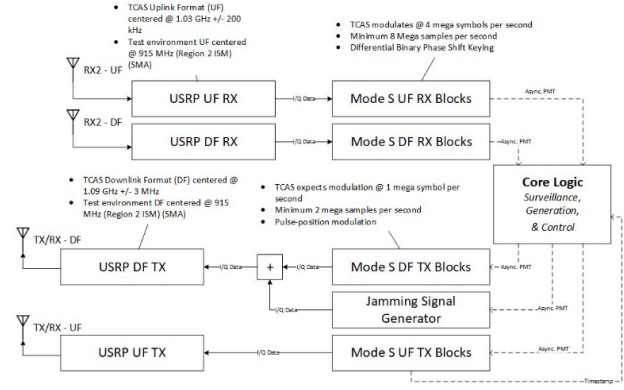 • TCAS Uplink Format (UF)
centered @ 1.03 GHz +/- 200
kHz
• Test environment UF centered
@ 915 MHz (Region 2 ISM)
(SMA)
• TCAS modulates @ 4 mega symbols per
second
• Minimum 8 Mega samples per second
• Differential Binary Phase Shift Keying
RX2 - UF
USRP UF RX
I/Q Data
Mode S UF RX Blocks
Async. PMT
RX2 - DF
USRP DF RX
I/Q Data
Mode S DF RX Blocks
Async. PMT
Core Logic
Surveillance,
Generation,
& Control
• TCAS Downlink Format (DF) centered @
1.09 GHz +/- 3 MHz
• Test environment DF centered @ 915
MHz (Region 2 ISM) (SMA)
• TCAS expects modulation @ 1 mega symbol per
second
• Minimum 2 mega samples per second
• Pulse-position modulation
TX/RX - DF
USRP DF TX
I/Q Data
+
I/Q Data
Mode S DF TX Blocks
Async. PMT
I/Q Data
Jamming Signal
Generator
Async. PMT
TX/RX - UF
USRP UF TX
I/Q Data
Mode S UF TX Blocks
Async. PMT
Timestamp